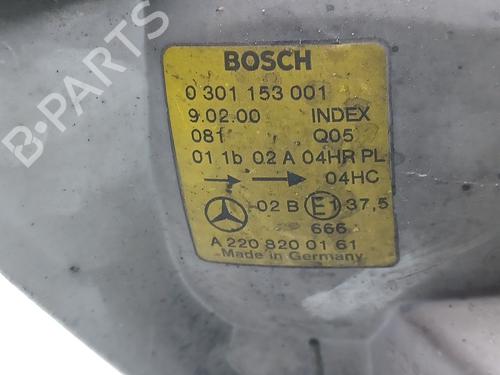 B-PARTS
BOSCH
0 301 153 001
9.02.00 INDEX
081 Q05
01 1b 02 A 04HR PL
→ → 04HC
-02 B E1 37,5
666
A 220 820 01 61
Made in Germany